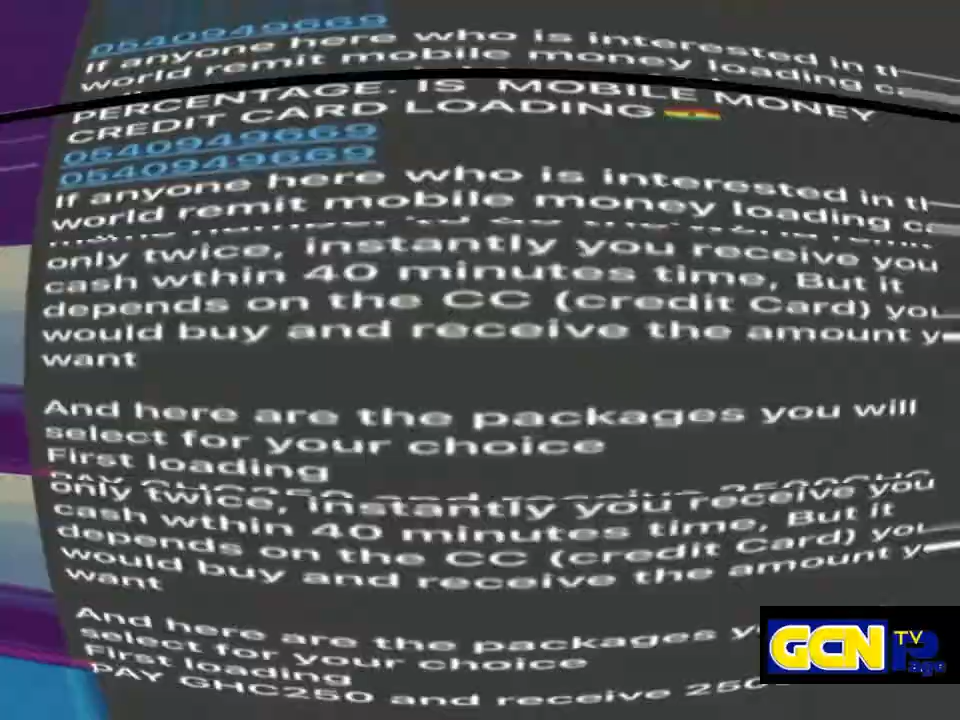 0540949669
If anyone here who is interested in
world remit mobile money loading
PERCENTAGE. IS MOBILE MONEY
CREDIT CARD LOADING 🇬🇭
0540949669
0540949669
If anyone here who is interested in
world remit mobile money loading
only twice, instantly you receive you
cash wthin 40 minutes time, But it
depends on the CC (credit Card)
would buy and receive the amount
want
And here are the packages you will
select for your choice
First loading
only twice, instantly you receive you
cash wthin 40 minutes time, But it
depends on the CC (credit Card)
would buy and receive the amount
want
And here are the packages
select for your choice
First loading
PAY GHC250 and receive
GCN TV
Page